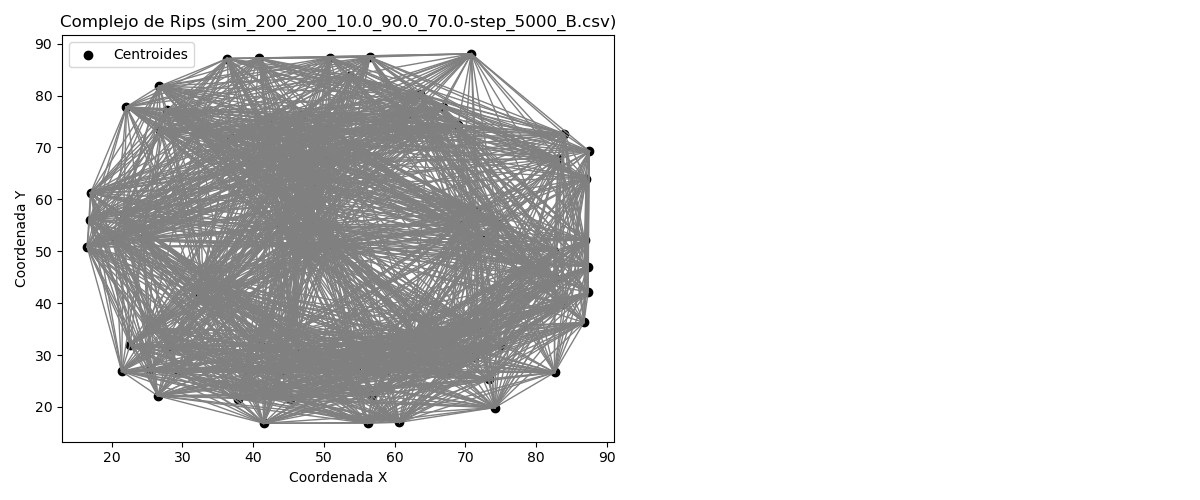 Complejo de Rips (sim_200_200_10.0_90.0_70.0-step_5000_B.csv)
Centroides
90
80
70
60
50
40
30
20
Coordenada Y
20 30 40 50 60 70 80 90
Coordenada X